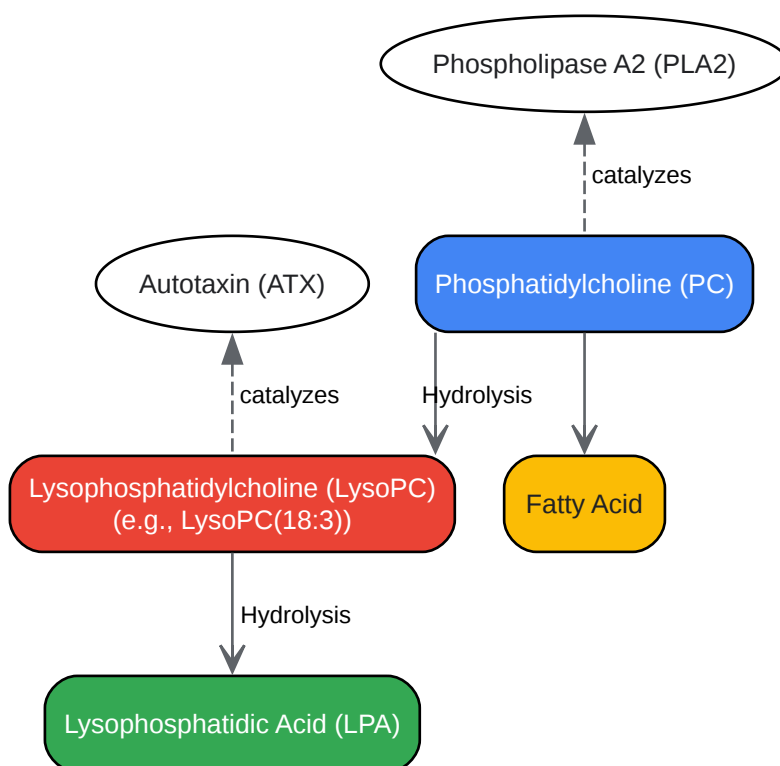 Phospholipase A2 (PLA2)
catalyzes
Autotaxin (ATX)
Phosphatidylcholine (PC)
catalyzes
Hydrolysis
Lysophosphatidylcholine (LysoPC)
(e.g., LysoPC(18:3))
Fatty Acid
Hydrolysis
Lysophosphatidic Acid (LPA)